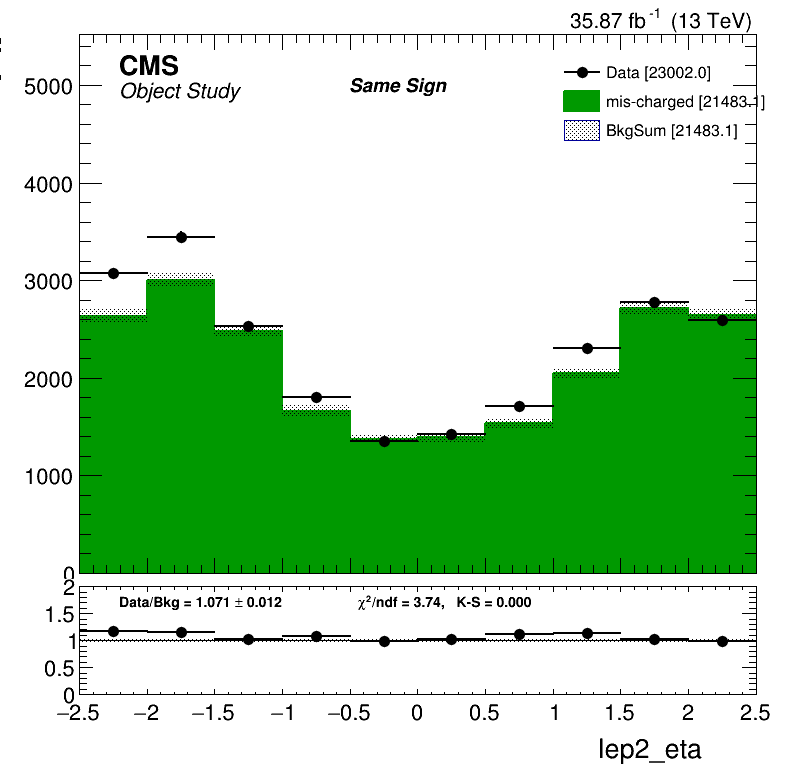 35.87 fb⁻¹ (13 TeV)
CMS
Object Study
Same Sign
Data [23002.0]
mis-charged [21483.1]
BkgSum [21483.1]
5000
4000
3000
2000
1000
0
2
1.5
1
0.5
0
Data/Bkg = 1.071 ± 0.012
χ²/ndf = 3.74, K-S = 0.000
−2.5 −2 −1.5 −1 −0.5 0 0.5 1 1.5 2 2.5
lep2_eta